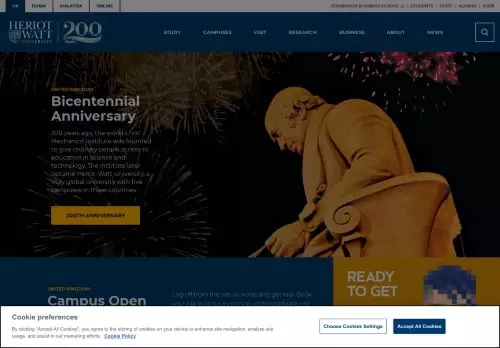 UK DUBAI MALAYSIA ONLINE
EDINBURGH BUSINESS SCHOOL STUDENTS STAFF ALUMNI 中文网
HERIOT WATT UNIVERSITY 200 Years
STUDY CAMPUSES VISIT RESEARCH BUSINESS ABOUT NEWS
UNITED KINGDOM
Bicentennial
Anniversary
200 years ago, the world's first
Mechanics' Institute was founded
to give ordinary people access to
education in science and
technology. The institute later
became Heriot-Watt University, a
truly global university with five
campuses in three countries.
200TH ANNIVERSARY
UNITED KINGDOM
Campus Open
Log off from the virtual world and get real. Book
READY
TO GET
Cookie preferences
By clicking "Accept All Cookies", you agree to the storing of cookies on your device to enhance site navigation, analyze site
usage, and assist in our marketing efforts. Cookie Policy
Choose Cookies Settings
Accept All Cookies